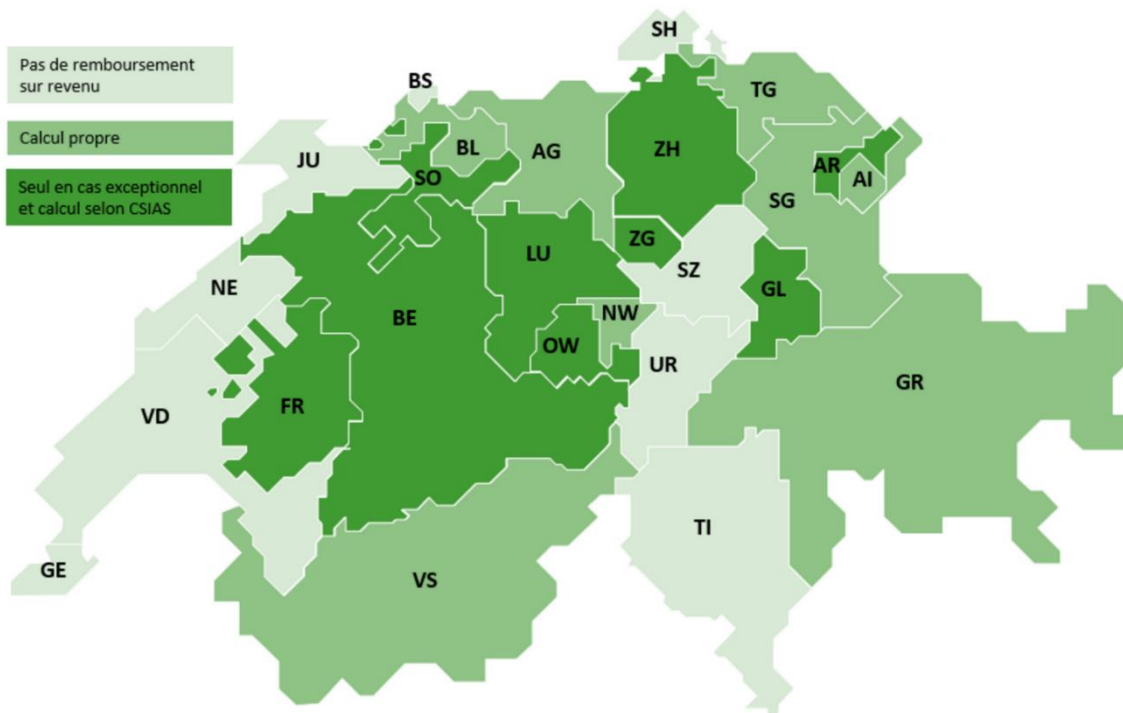 Pas de remboursement
sur revenu
Calcul propre
Seul en cas exceptionnel
et calcul selon CSIAS
SH
BS
TG
BL
AG
ZH
JU
SO
AR
AI
SG
ZG
LU
SZ
NE
GL
NW
BE
OW
UR
GR
FR
VD
TI
GE
VS